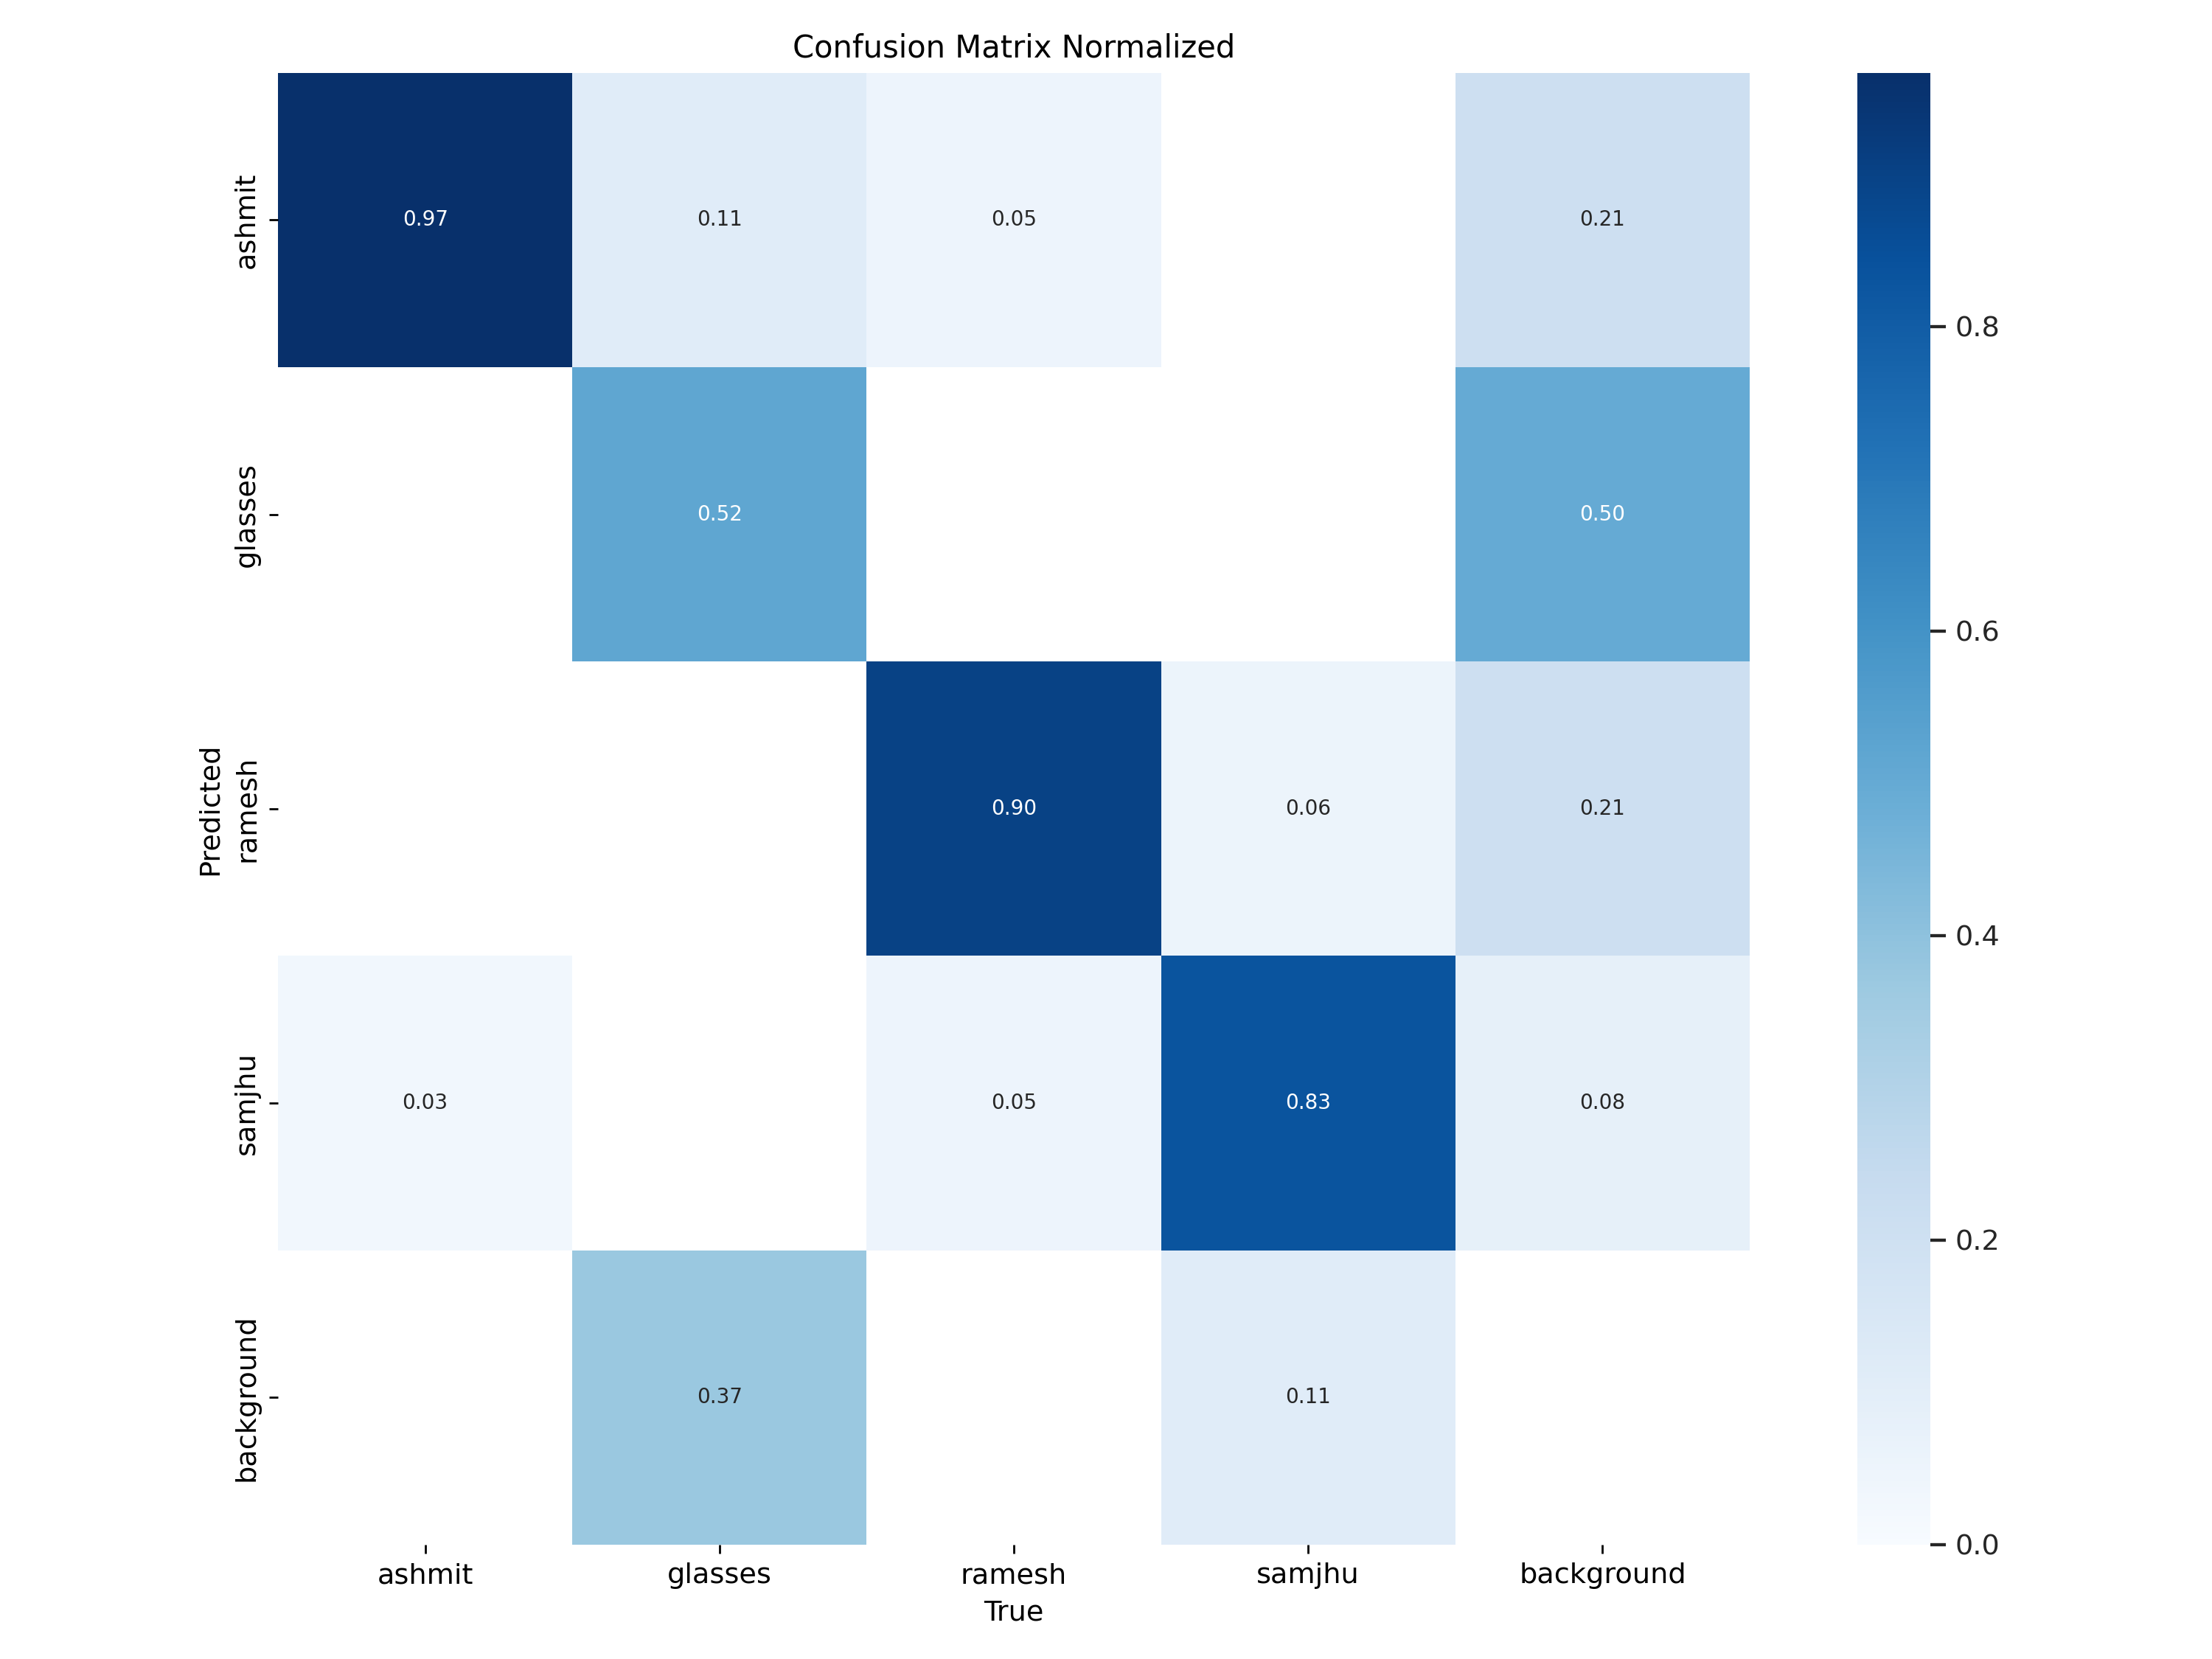 Confusion Matrix Normalized
ashmit
0.97
0.11
0.05
0.21
glasses
0.52
0.50
Predicted
ramesh
0.90
0.06
0.21
samjhu
0.03
0.05
0.83
0.08
background
0.37
0.11
ashmit
glasses
ramesh
samjhu
background
True
0.8
0.6
0.4
0.2
0.0